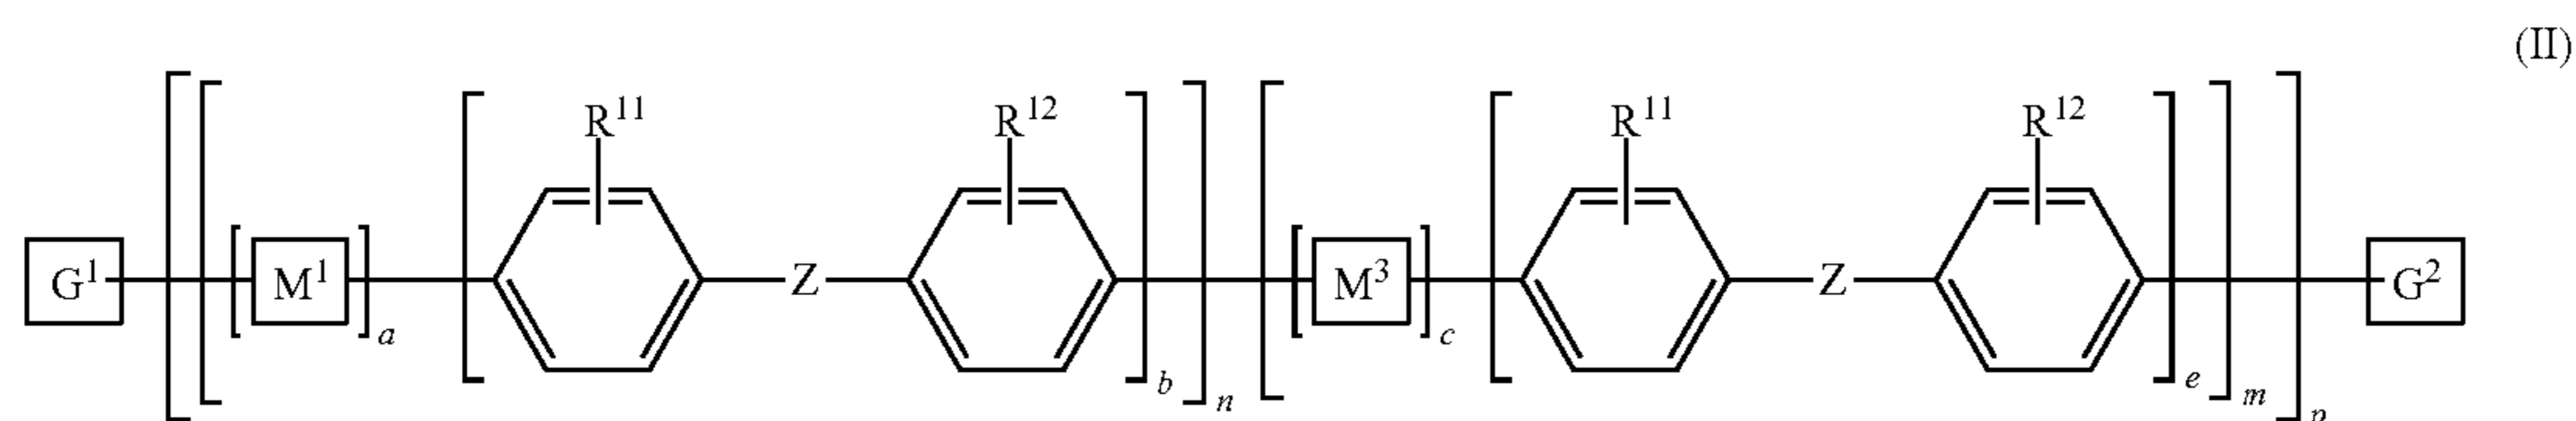 (II)
R¹¹ R¹² R¹¹ R¹²
G¹ M¹ a Z b n M³ c Z e m p G²